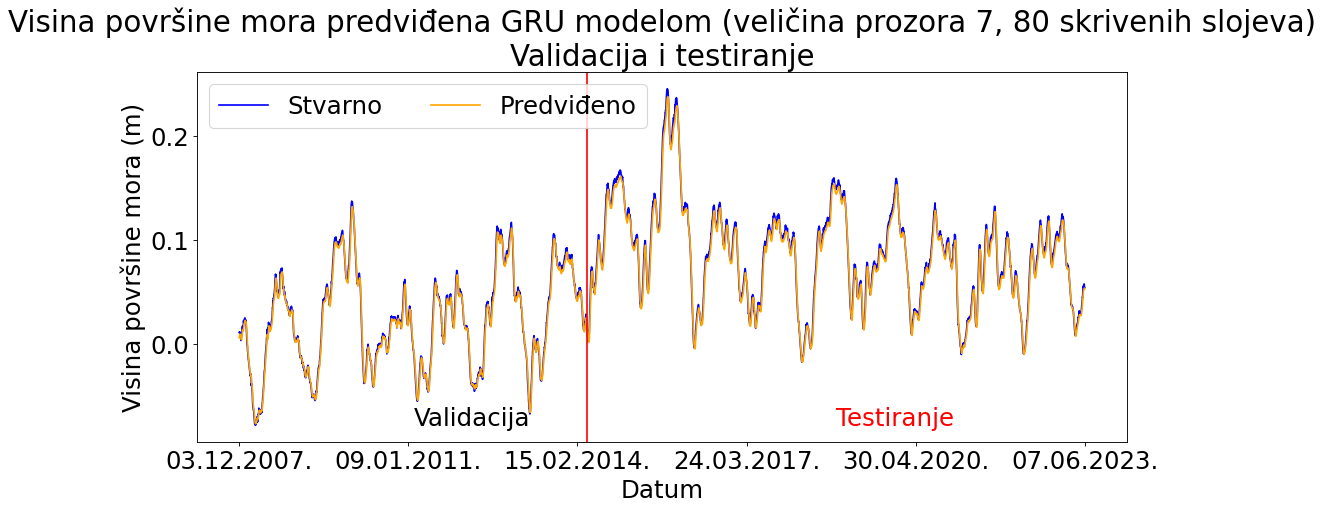 Visina površine mora predviđena GRU modelom (veličina prozora 7, 80 skrivenih slojeva)
Validacija i testiranje
Stvarno
Predviđeno
Visina površine mora (m)
0.2
0.1
0.0
Validacija
Testiranje
03.12.2007.
09.01.2011.
15.02.2014.
24.03.2017.
30.04.2020.
07.06.2023.
Datum